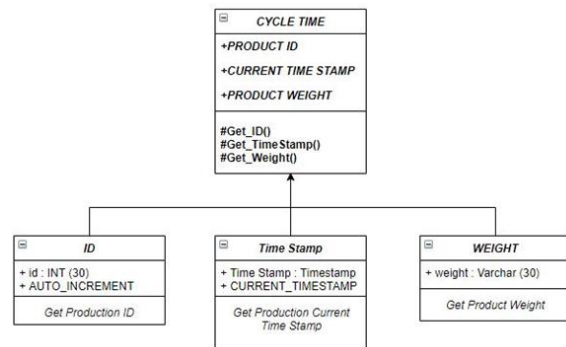 CYCLE TIME
+PRODUCT ID
+CURRENT TIME STAMP
+PRODUCT WEIGHT
#Get_ID()
#Get_TimeStamp()
#Get_Weight()
ID
+ id : INT (30)
+ AUTO_INCREMENT
Get Production ID
Time Stamp
+ Time Stamp : Timestamp
+ CURRENT_TIMESTAMP
Get Production Current
Time Stamp
WEIGHT
+ weight : Varchar (30)
Get Product Weight